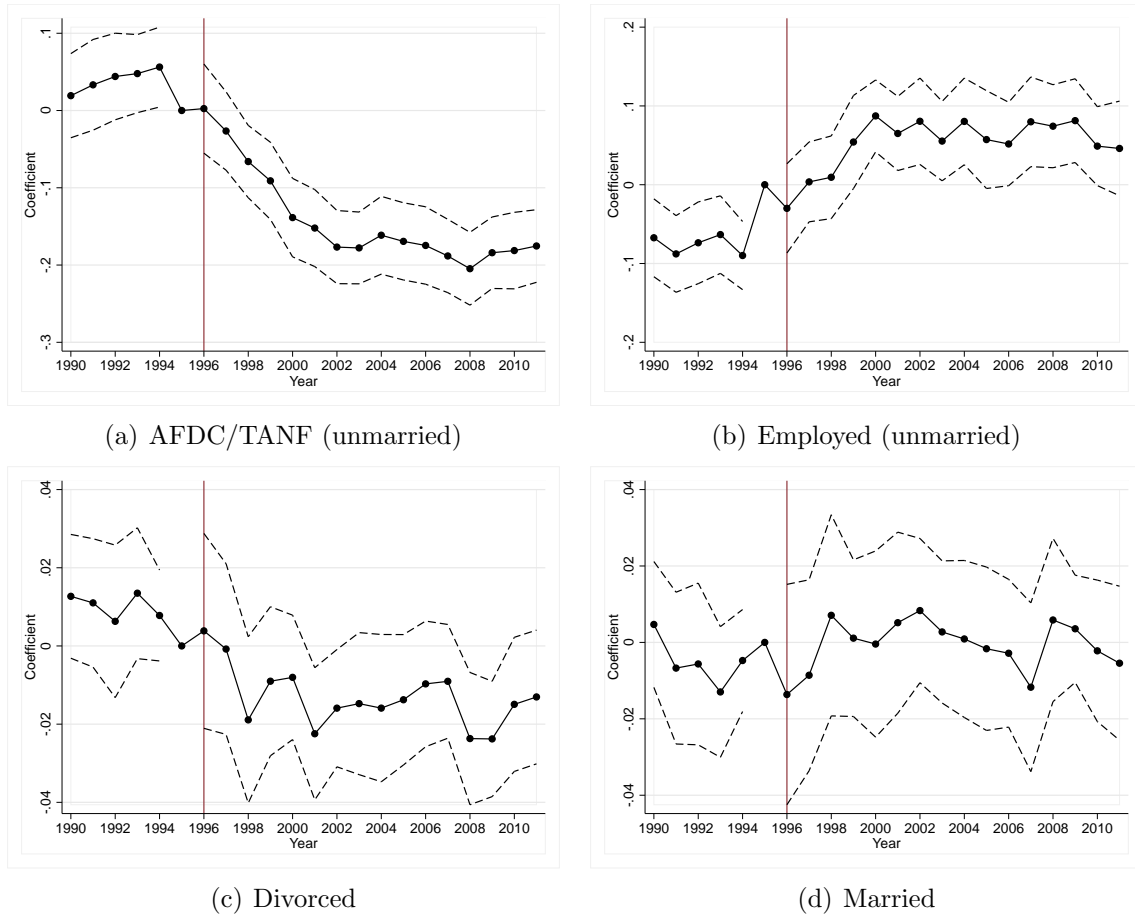 .1
0
-.1
-.2
-.3
Coefficient
1990 1992 1994 1996 1998 2000 2002 2004 2006 2008 2010
Year
(a) AFDC/TANF (unmarried)
.2
.1
0
-.1
-.2
Coefficient
1990 1992 1994 1996 1998 2000 2002 2004 2006 2008 2010
Year
(b) Employed (unmarried)
.04
.02
0
-.02
-.04
Coefficient
1990 1992 1994 1996 1998 2000 2002 2004 2006 2008 2010
Year
(c) Divorced
.04
.02
0
-.02
-.04
Coefficient
1990 1992 1994 1996 1998 2000 2002 2004 2006 2008 2010
Year
(d) Married